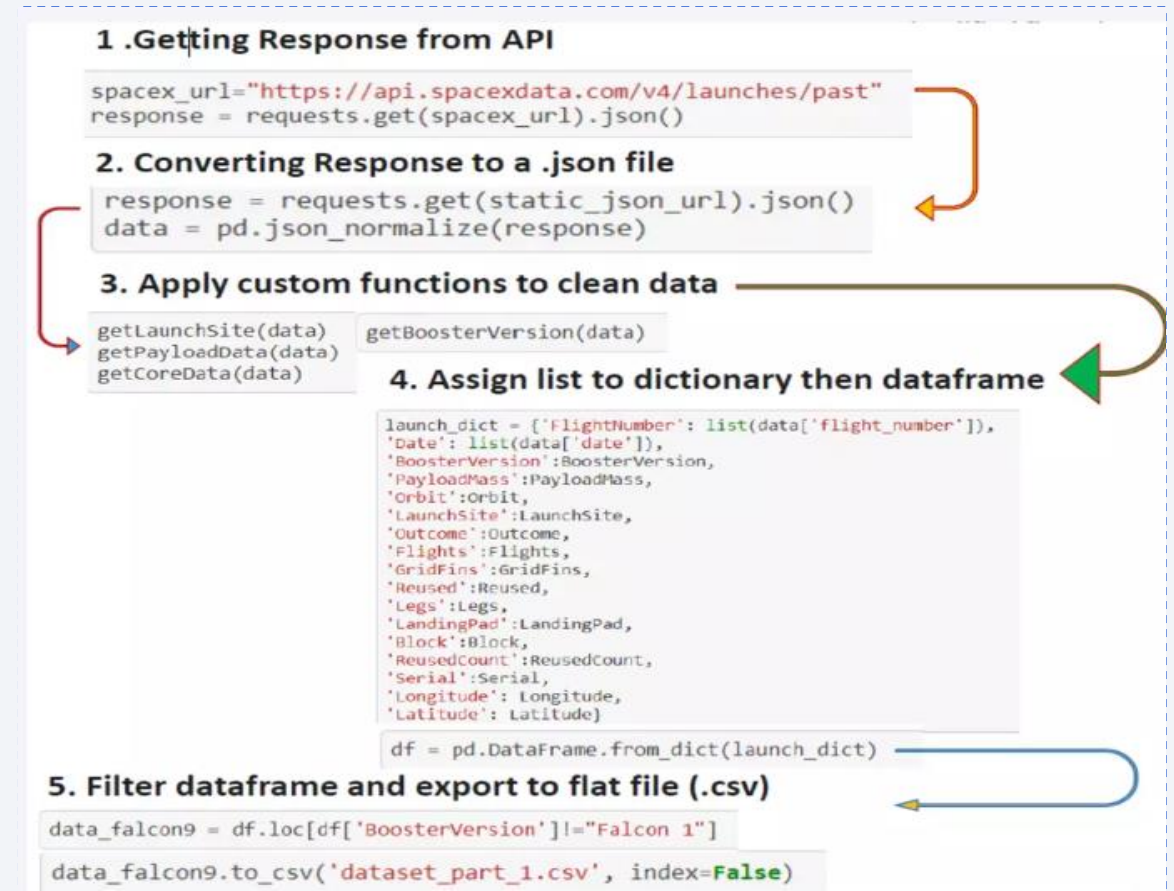 1 .Getting Response from API
spacex_url="https://api.spacexdata.com/v4/launches/past"
response = requests.get(spacex_url).json()
2. Converting Response to a .json file
response = requests.get(static_json_url).json()
data = pd.json_normalize(response)
3. Apply custom functions to clean data
getLaunchSite(data)
getPayloadData(data)
getCoreData(data)
getBoosterVersion(data)
4. Assign list to dictionary then dataframe
launch_dict = {'FlightNumber': list(data['flight_number']),
'Date': list(data['date']),
'BoosterVersion':BoosterVersion,
'PayloadMass':PayloadMass,
'Orbit':Orbit,
'LaunchSite':LaunchSite,
'Outcome':Outcome,
'Flights':Flights,
'GridFins':GridFins,
'Reused':Reused,
'Legs':Legs,
'LandingPad':LandingPad,
'Block':Block,
'ReusedCount':ReusedCount,
'Serial':Serial,
'Longitude': Longitude,
'Latitude': Latitude}
df = pd.DataFrame.from_dict(launch_dict)
5. Filter dataframe and export to flat file (.csv)
data_falcon9 = df.loc[df['BoosterVersion']!="Falcon 1"]
data_falcon9.to_csv('dataset_part_1.csv', index=False)